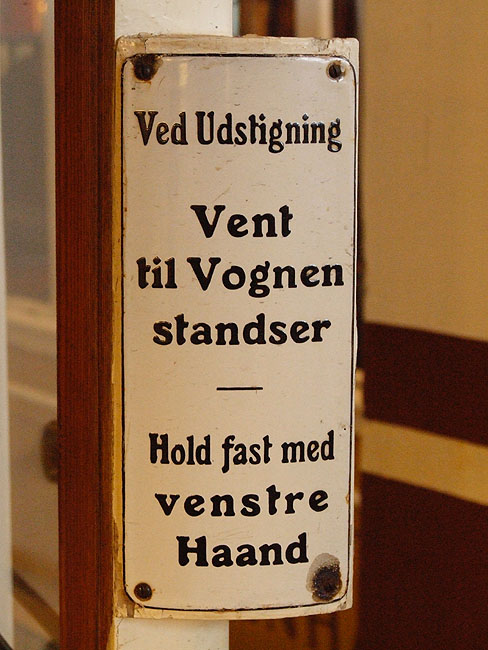 Ved Udstigning
Vent
til Vognen
standser
Hold fast med
venstre
Haand